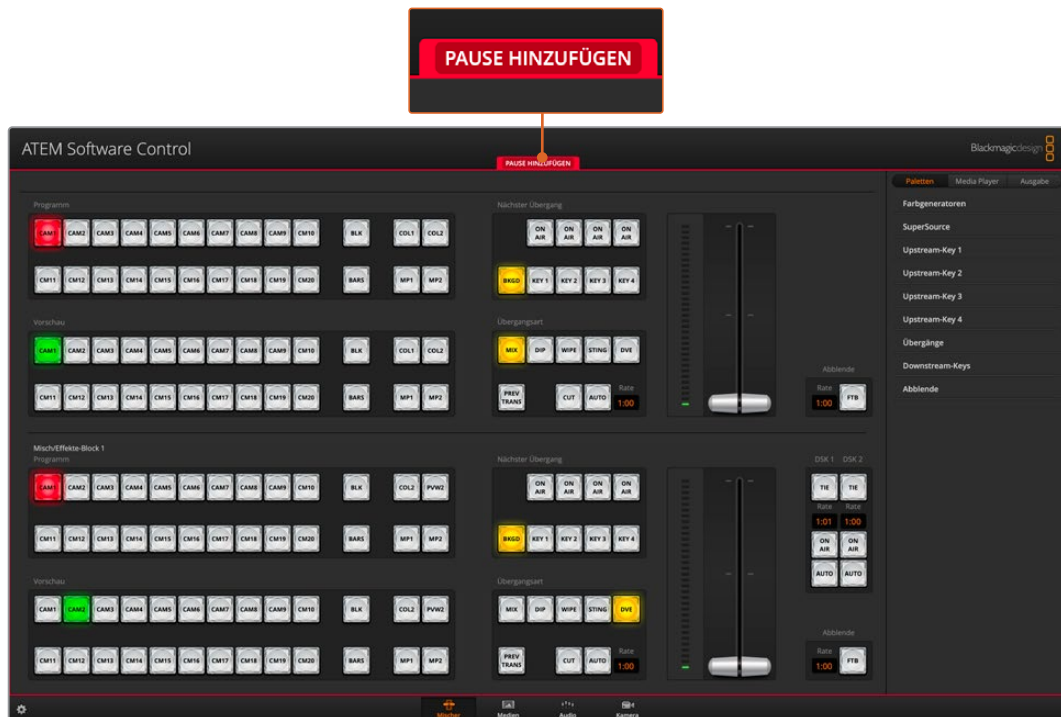 PAUSE HINZUFÜGEN
ATEM Software Control
PAUSE HINZUFÜGEN
Blackmagicdesign
Paletten Media Player Ausgabe
Farbgeneratoren
SuperSource
Upstream-Key 1
Upstream-Key 2
Upstream-Key 3
Upstream-Key 4
Übergänge
Downstream-Keys
Abblende
Programm
CAM1 CAM2 CAM3 CAM4 CAM5 CAM6 CAM7 CAM8 CAM9 CM10 BLK COL1 COL2
CM11 CM12 CM13 CM14 CM15 CM16 CM17 CM18 CM19 CM20 BARS MP1 MP2
Nächster Übergang
ON AIR ON AIR ON AIR ON AIR
BKGD KEY 1 KEY 2 KEY 3 KEY 4
Vorschau
CAM1 CAM2 CAM3 CAM4 CAM5 CAM6 CAM7 CAM8 CAM9 CM10 BLK COL1 COL2
CM11 CM12 CM13 CM14 CM15 CM16 CM17 CM18 CM19 CM20 BARS MP1 MP2
Übergangsart
MIX DIP WIPE STING DVE
PREV TRANS CUT AUTO Rate 1:00
Abblende
Rate 1:00 FTB
Misch/Effekte-Block 1
Programm
CAM1 CAM2 CAM3 CAM4 CAM5 CAM6 CAM7 CAM8 CAM9 CM10 BLK COL2 PVW2
CM11 CM12 CM13 CM14 CM15 CM16 CM17 CM18 CM19 CM20 BARS MP1 MP2
Nächster Übergang
ON AIR ON AIR ON AIR ON AIR
BKGD KEY 1 KEY 2 KEY 3 KEY 4
DSK 1 DSK 2
TIE TIE
Rate Rate
1:01 1:00
ON AIR ON AIR
AUTO AUTO
Vorschau
CAM1 CAM2 CAM3 CAM4 CAM5 CAM6 CAM7 CAM8 CAM9 CM10 BLK COL2 PVW2
CM11 CM12 CM13 CM14 CM15 CM16 CM17 CM18 CM19 CM20 BARS MP1 MP2
Übergangsart
MIX DIP WIPE STING DVE
PREV TRANS CUT AUTO Rate 1:00
Abblende
Rate 1:00 FTB
Mischer Medien Audio Kamera